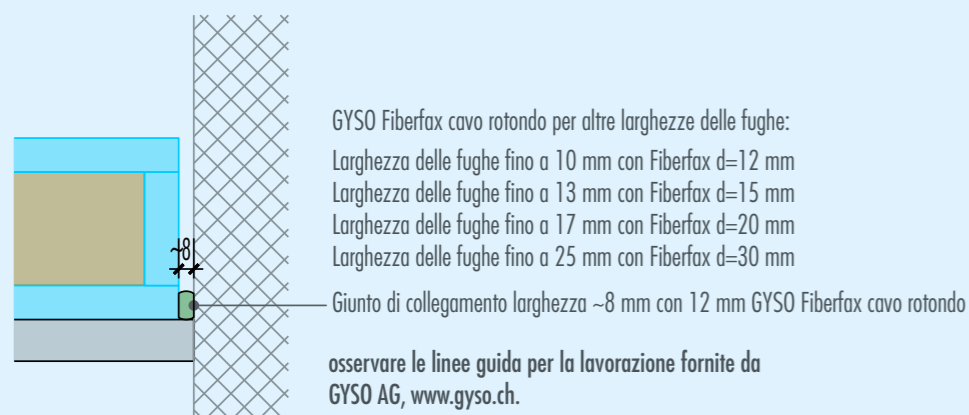 GYSO Fiberfax cavo rotondo per altre larghezze delle fughe:
Larghezza delle fughe fino a 10 mm con Fiberfax d=12 mm
Larghezza delle fughe fino a 13 mm con Fiberfax d=15 mm
Larghezza delle fughe fino a 17 mm con Fiberfax d=20 mm
Larghezza delle fughe fino a 25 mm con Fiberfax d=30 mm
~8
Giunto di collegamento larghezza ~8 mm con 12 mm GYSO Fiberfax cavo rotondo
osservare le linee guida per la lavorazione fornite da
GYSO AG, www.gyso.ch.